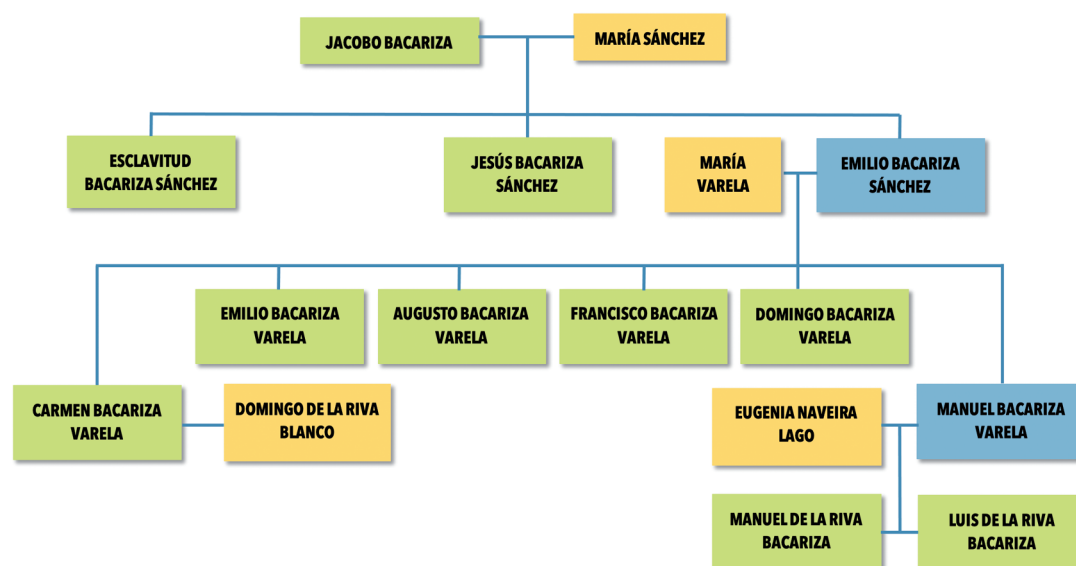 JACOBO BACARIZA
MARÍA SÁNCHEZ
ESCLAVITUD
BACARIZA SÁNCHEZ
JESÚS BACARIZA
SÁNCHEZ
MARÍA
VARELA
EMILIO BACARIZA
SÁNCHEZ
EMILIO BACARIZA
VARELA
AUGUSTO BACARIZA
VARELA
FRANCISCO BACARIZA
VARELA
DOMINGO BACARIZA
VARELA
CARMEN BACARIZA
VARELA
DOMINGO DE LA RIVA
BLANCO
EUGENIA NAVEIRA
LAGO
MANUEL BACARIZA
VARELA
MANUEL DE LA RIVA
BACARIZA
LUIS DE LA RIVA
BACARIZA